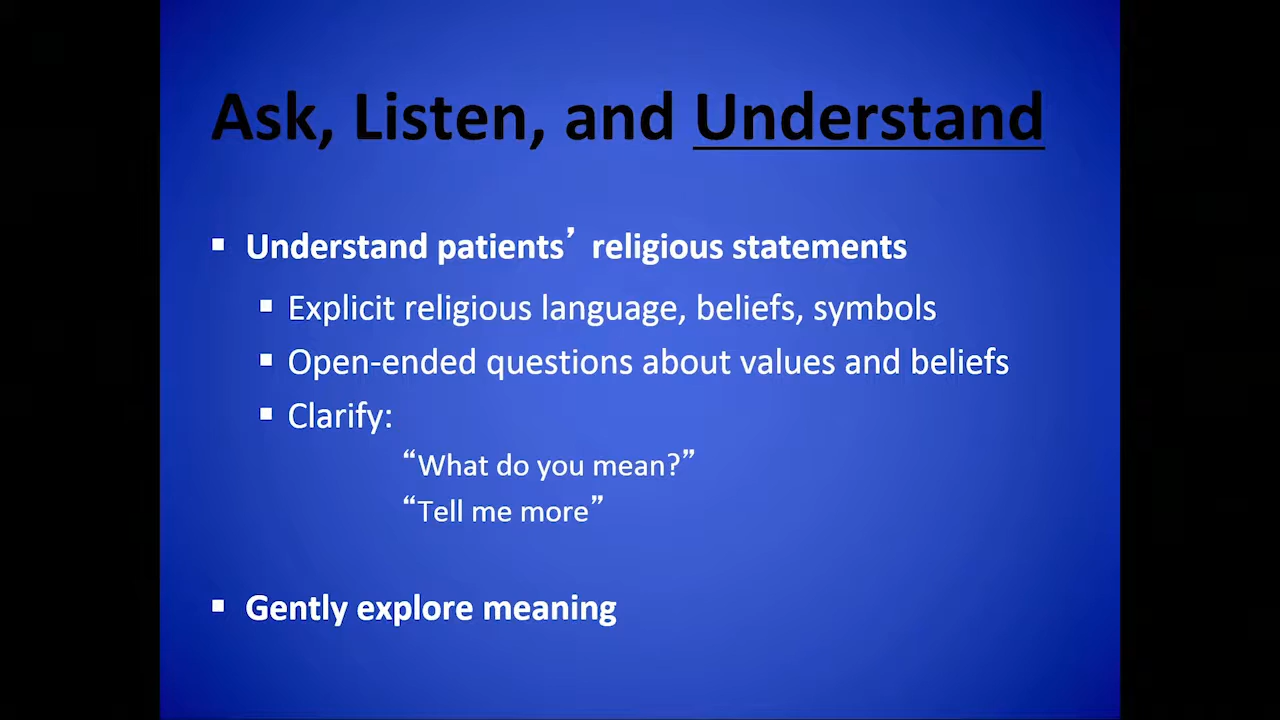 Ask, Listen, and Understand
▪ Understand patients’ religious statements
▪ Explicit religious language, beliefs, symbols
▪ Open-ended questions about values and beliefs
▪ Clarify:
“What do you mean?”
“Tell me more”
▪ Gently explore meaning